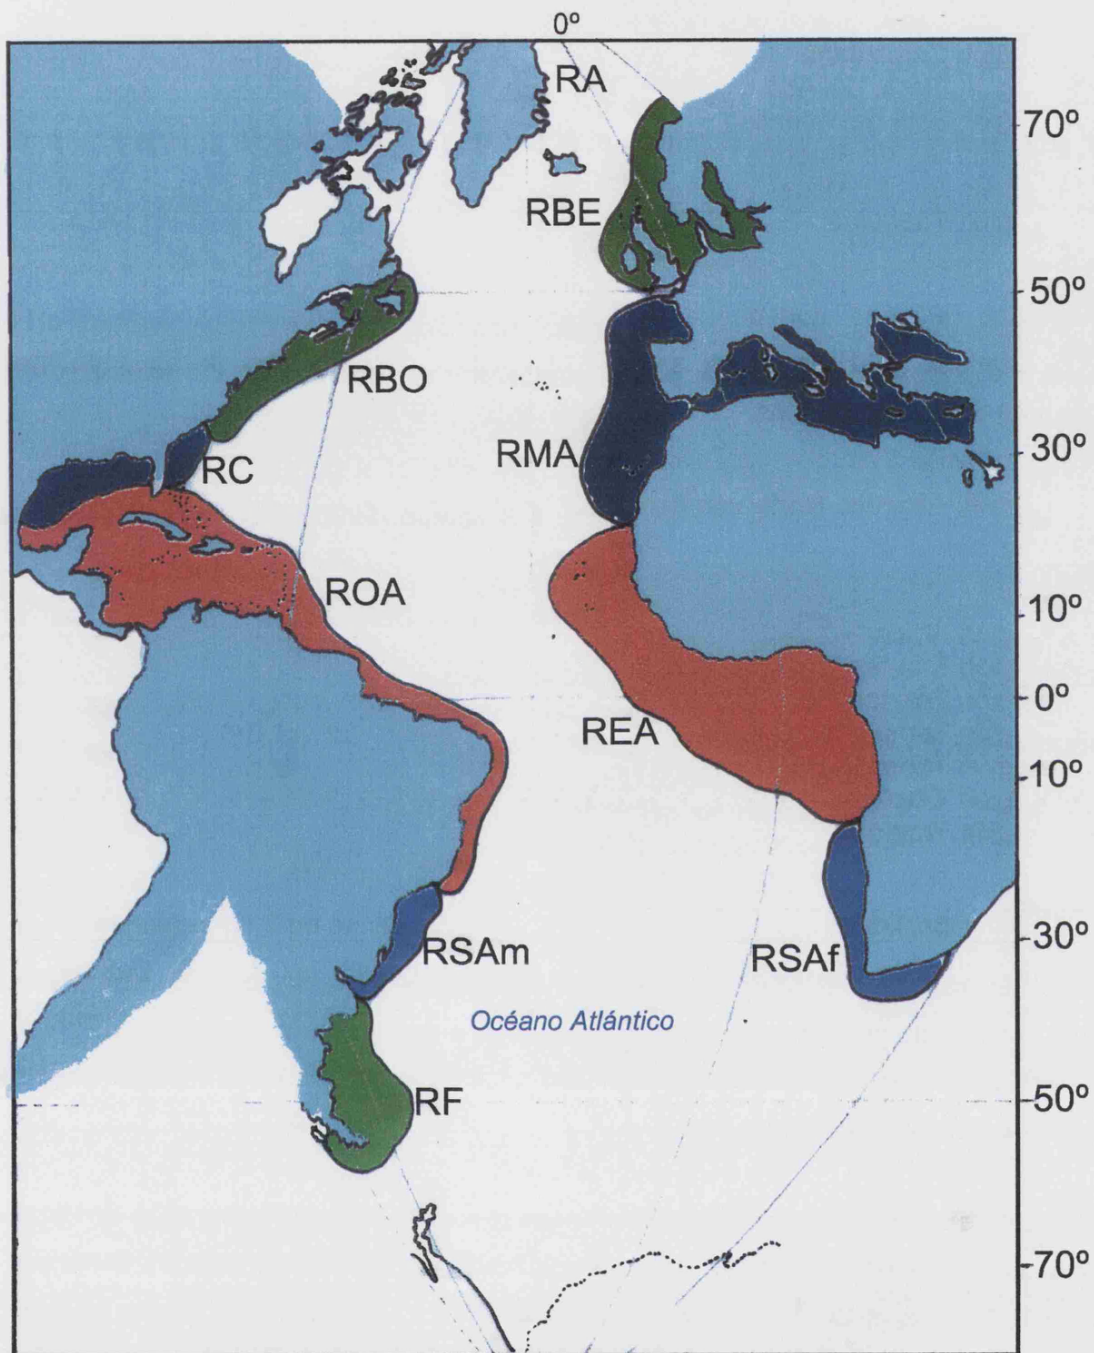 0º
RA
70º
RBE
50º
RBO
RMA
30º
RC
ROA
10º
0º
REA
10º
RSAm
RSAf
30º
Océano Atlántico
RF
50º
70º